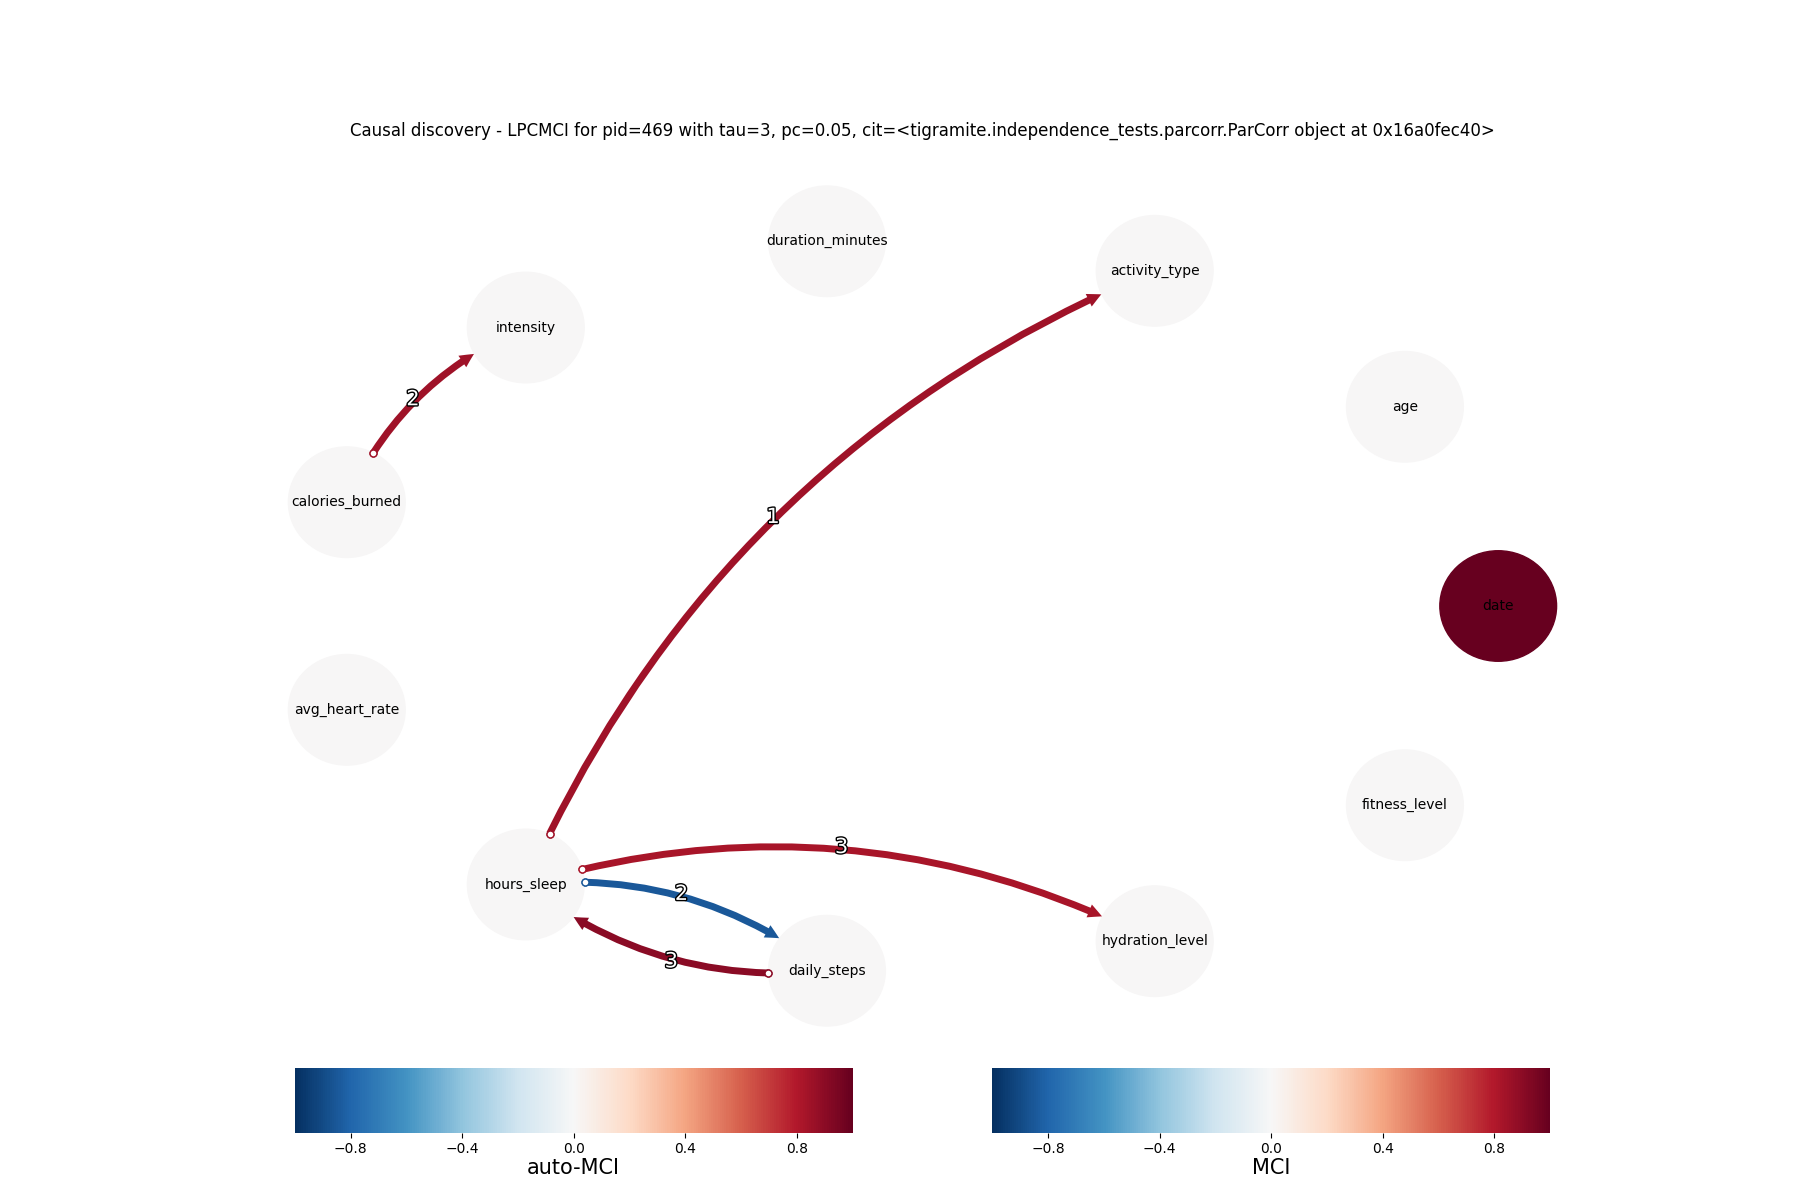 Causal discovery - LPCMCI for pid=469 with tau=3, pc=0.05, cit=<tigramite.independence_tests.parcorr.ParCorr object at 0x16a0fec40>
duration_minutes
activity_type
intensity
2
age
calories_burned
1
date
avg_heart_rate
fitness_level
3
hours_sleep
2
hydration_level
3
daily_steps
−0.8 −0.4 0.0 0.4 0.8
auto-MCI
−0.8 −0.4 0.0 0.4 0.8
MCI